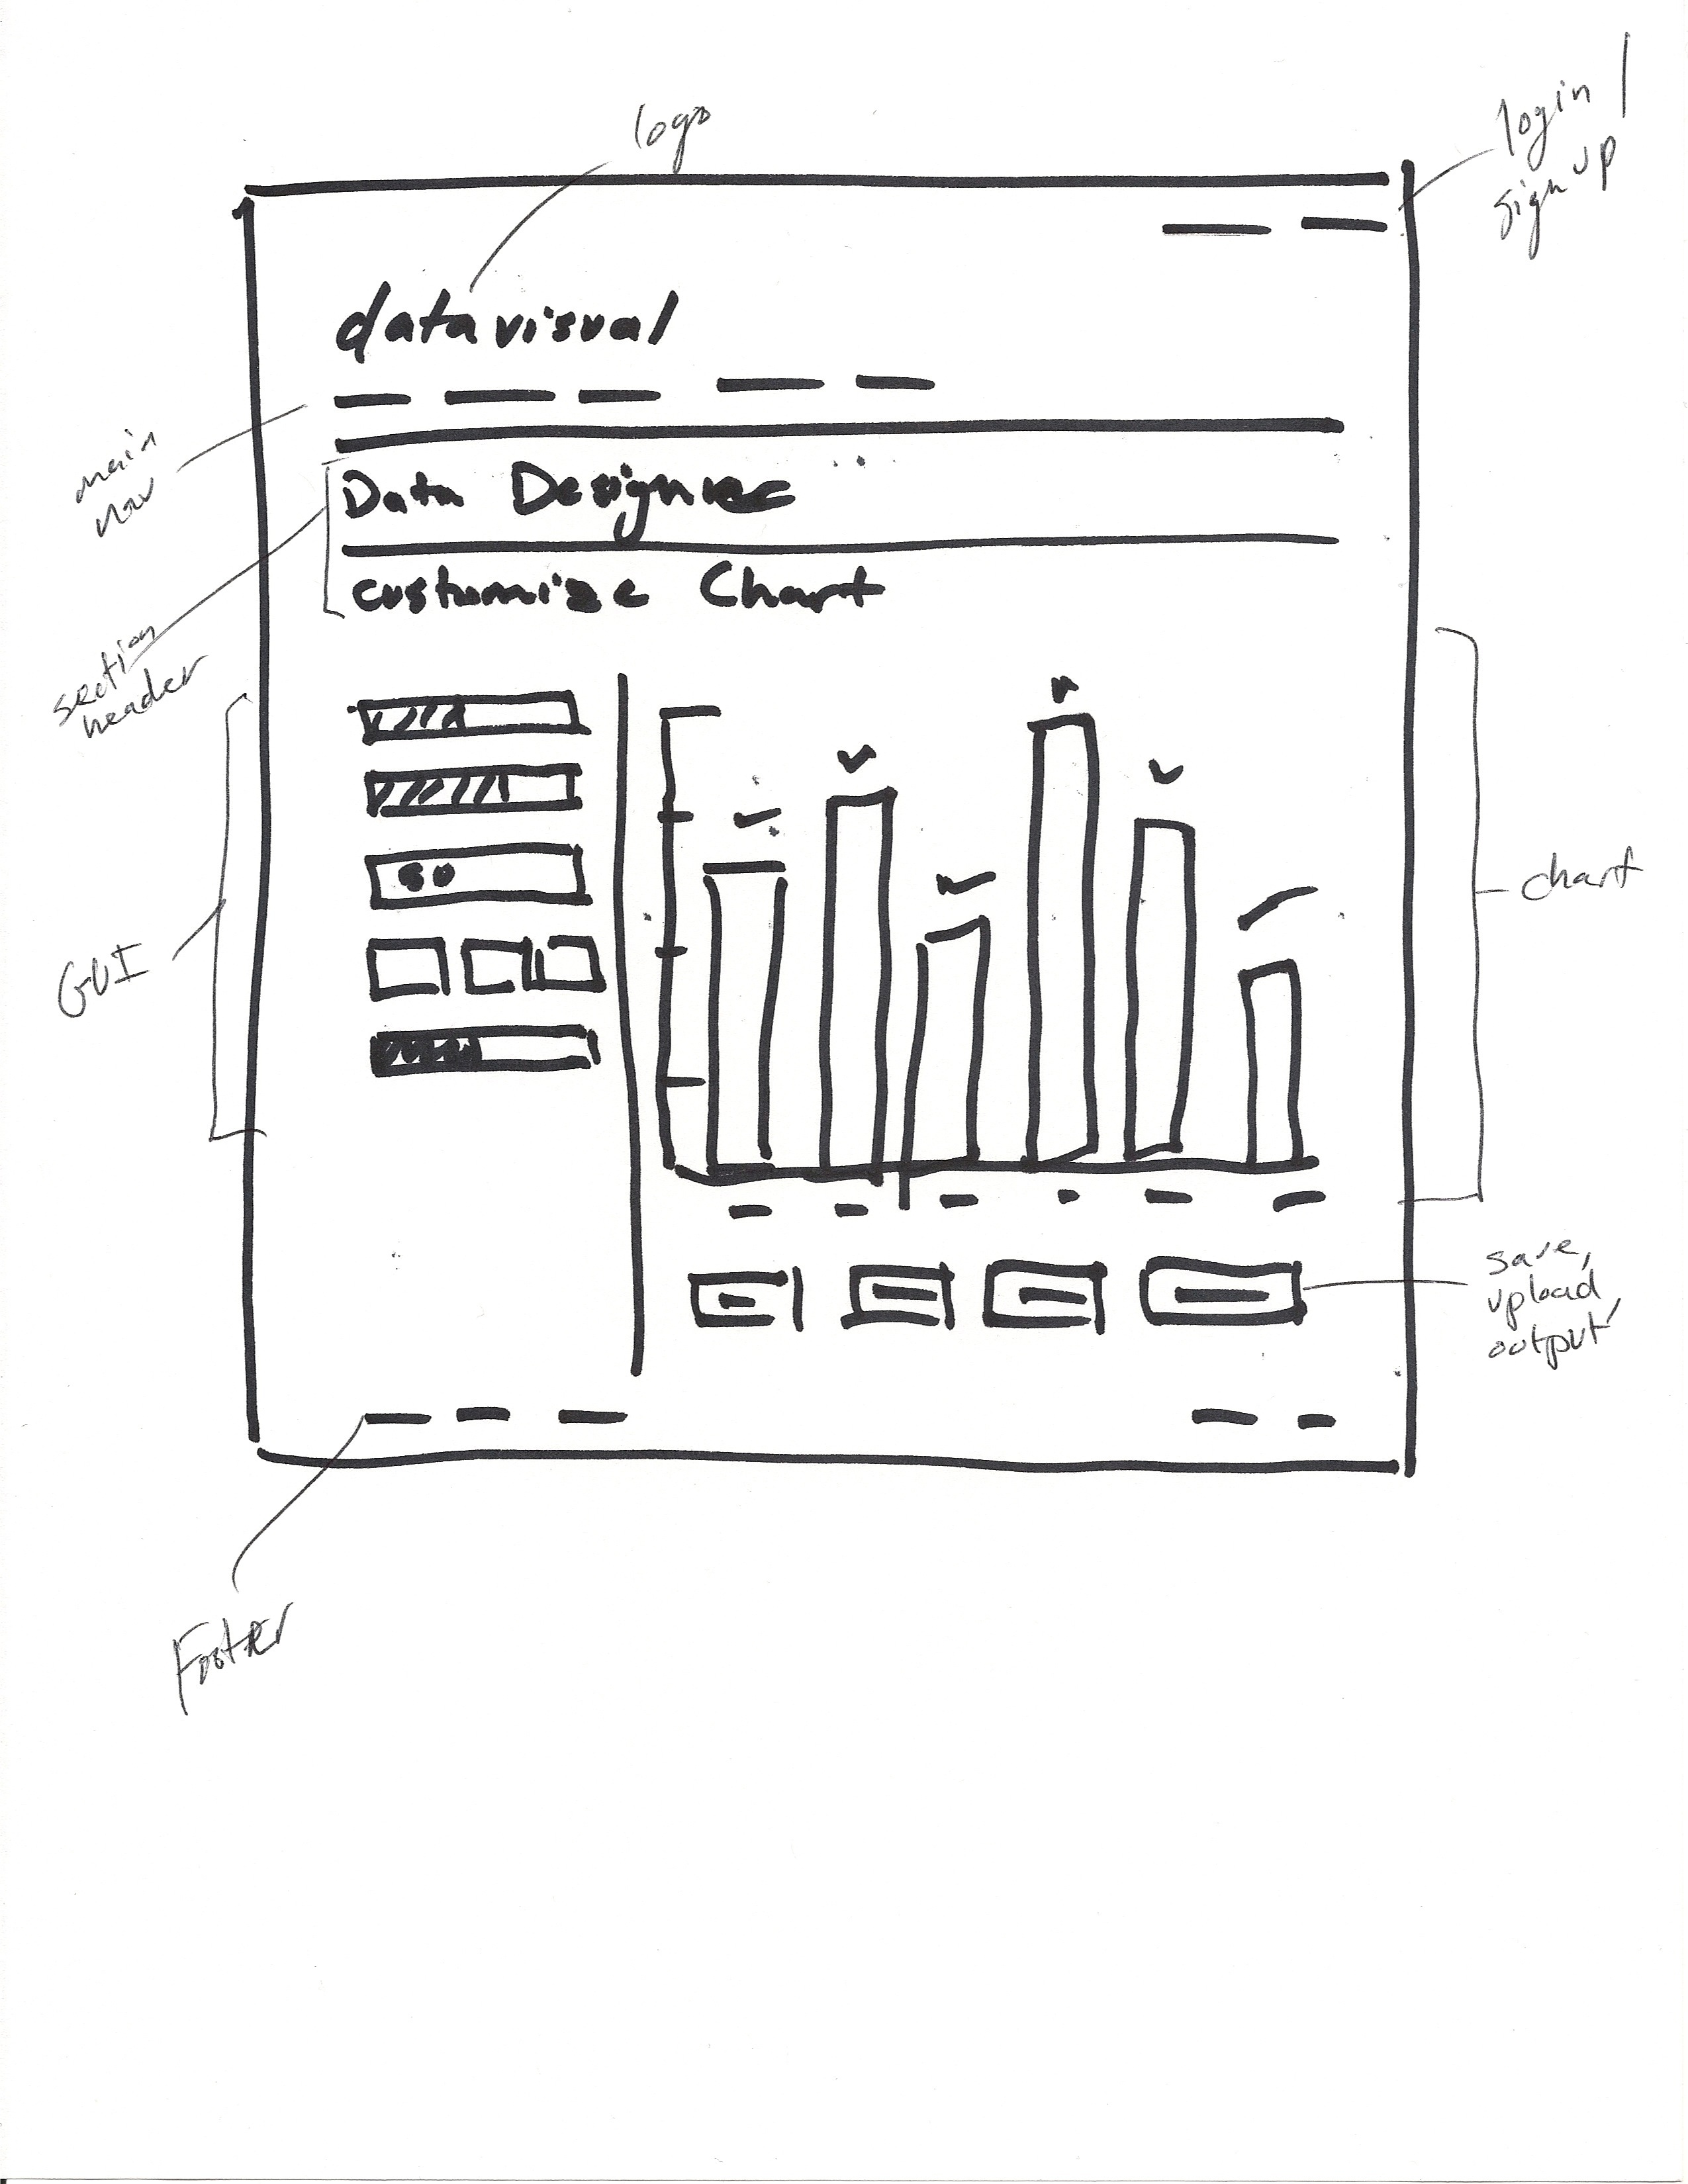 logo
login /
sign up
datavisual
main
nav
Data Designer
customize Chart
section
header
GUI
50
chart
save,
upload,
output
Footer